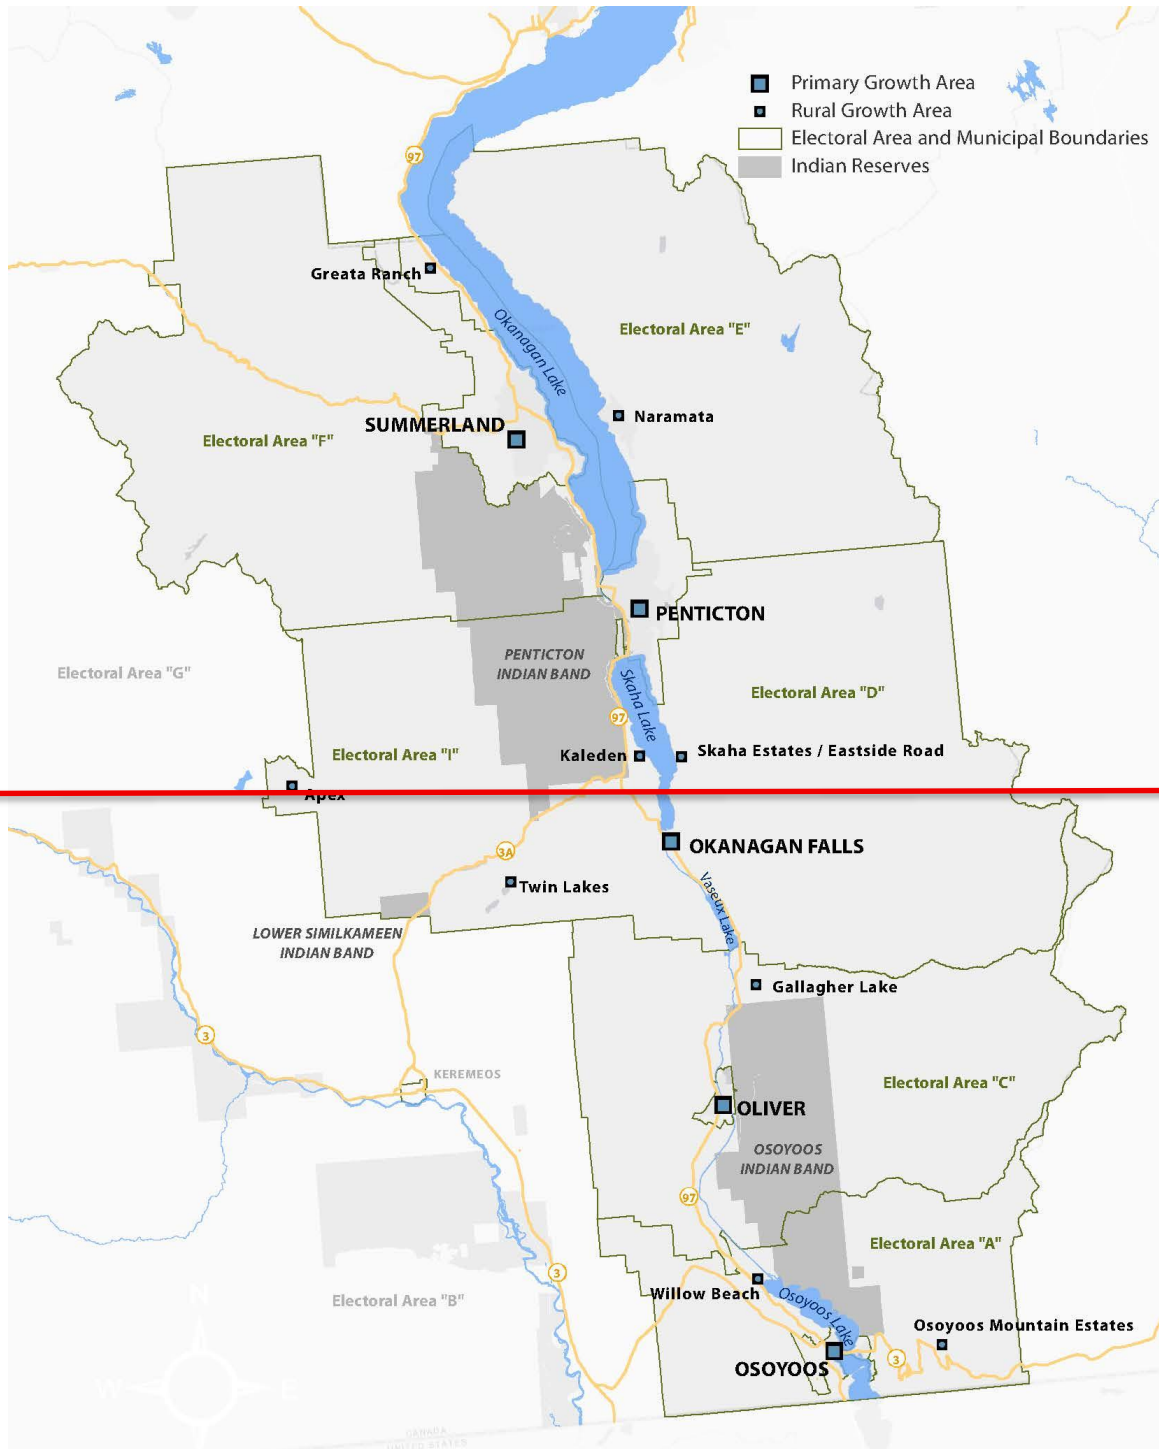 Primary Growth Area
Rural Growth Area
Electoral Area and Municipal Boundaries
Indian Reserves
97
Greata Ranch
Okanagan Lake
Electoral Area "E"
Naramata
SUMMERLAND
Electoral Area "F"
PENTICTON
PENTICTON
INDIAN BAND
Electoral Area "G"
Skaha Lake
Electoral Area "D"
97
Electoral Area "I"
Kaleden
Skaha Estates / Eastside Road
Apex
OKANAGAN FALLS
3A
Twin Lakes
Vaseux Lake
LOWER SIMILKAMEEN
INDIAN BAND
Gallagher Lake
3
KEREMEOS
Electoral Area "C"
OLIVER
OSOYOOS
INDIAN BAND
97
Electoral Area "A"
3
Willow Beach
Osoyoos Lake
Electoral Area "B"
Osoyoos Mountain Estates
3
OSOYOOS
N
W
E
CANADA
UNITED STATES